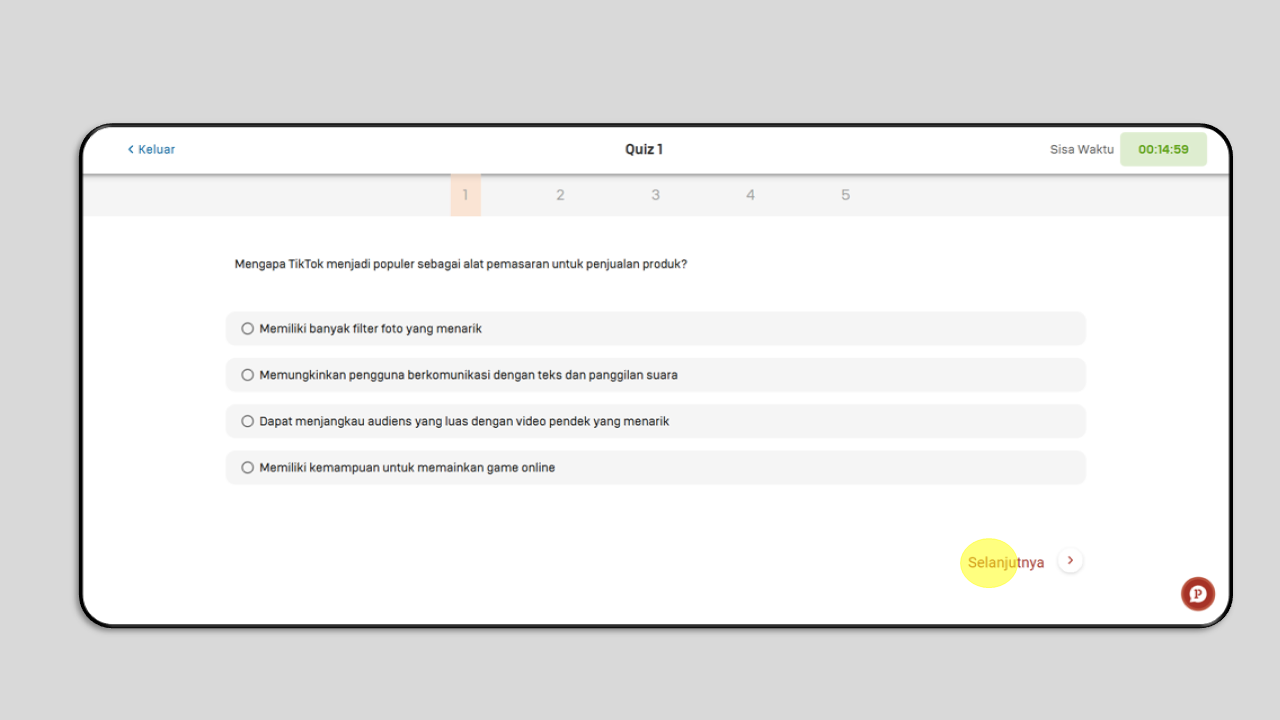 Keluar
Quiz 1
Sisa Waktu 00:14:59
1 2 3 4 5
Mengapa TikTok menjadi populer sebagai alat pemasaran untuk penjualan produk?
Memiliki banyak filter foto yang menarik
Memungkinkan pengguna berkomunikasi dengan teks dan panggilan suara
Dapat menjangkau audiens yang luas dengan video pendek yang menarik
Memiliki kemampuan untuk memainkan game online
Selanjutnya
P